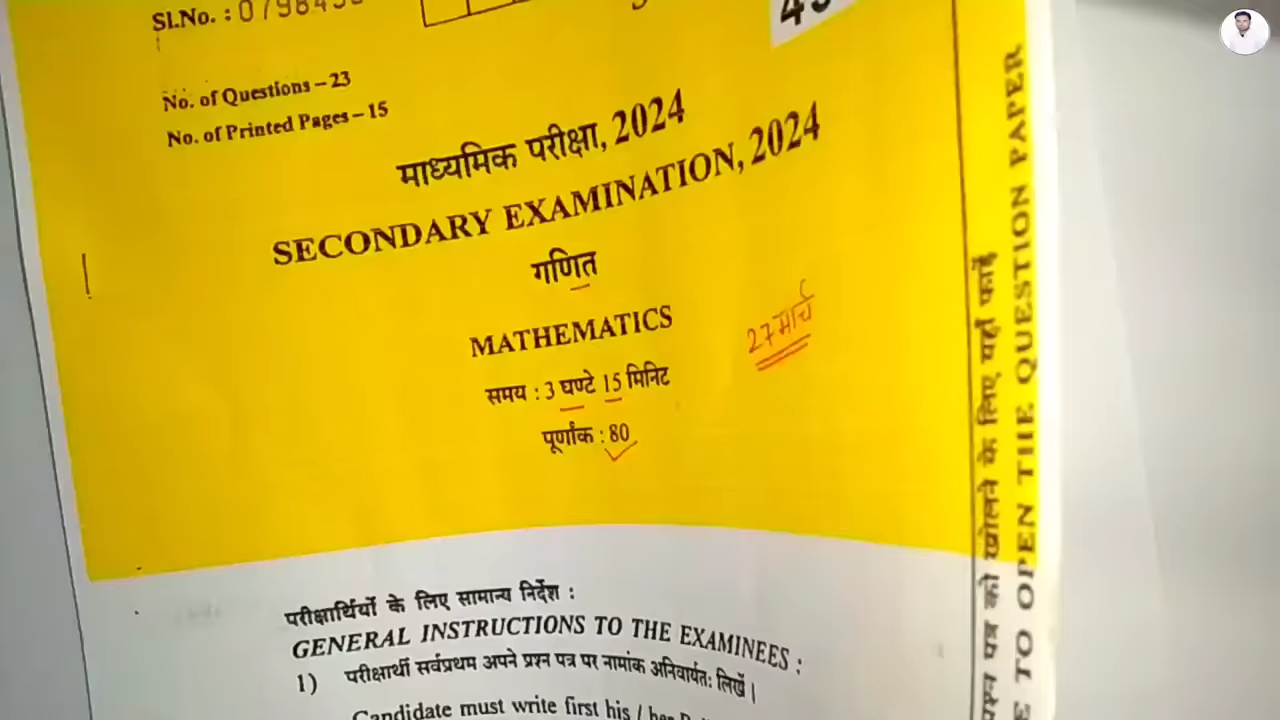 Sl.No. :
No. of Questions – 23
No. of Printed Pages – 15
माध्यमिक परीक्षा, 2024
SECONDARY EXAMINATION, 2024
गणित
MATHEMATICS
27 मार्च
समय : 3 घण्टे 15 मिनिट
पूर्णांक : 80
परीक्षार्थियों के लिए सामान्य निर्देश :
GENERAL INSTRUCTIONS TO THE EXAMINEES :
1) परीक्षार्थी सर्वप्रथम अपने प्रश्न पत्र पर नामांक अनिवार्यतः लिखें।
Candidate must write first his /
पत्र को खोलने के लिए यहाँ फाड़ें
TO OPEN THE QUESTION PAPER